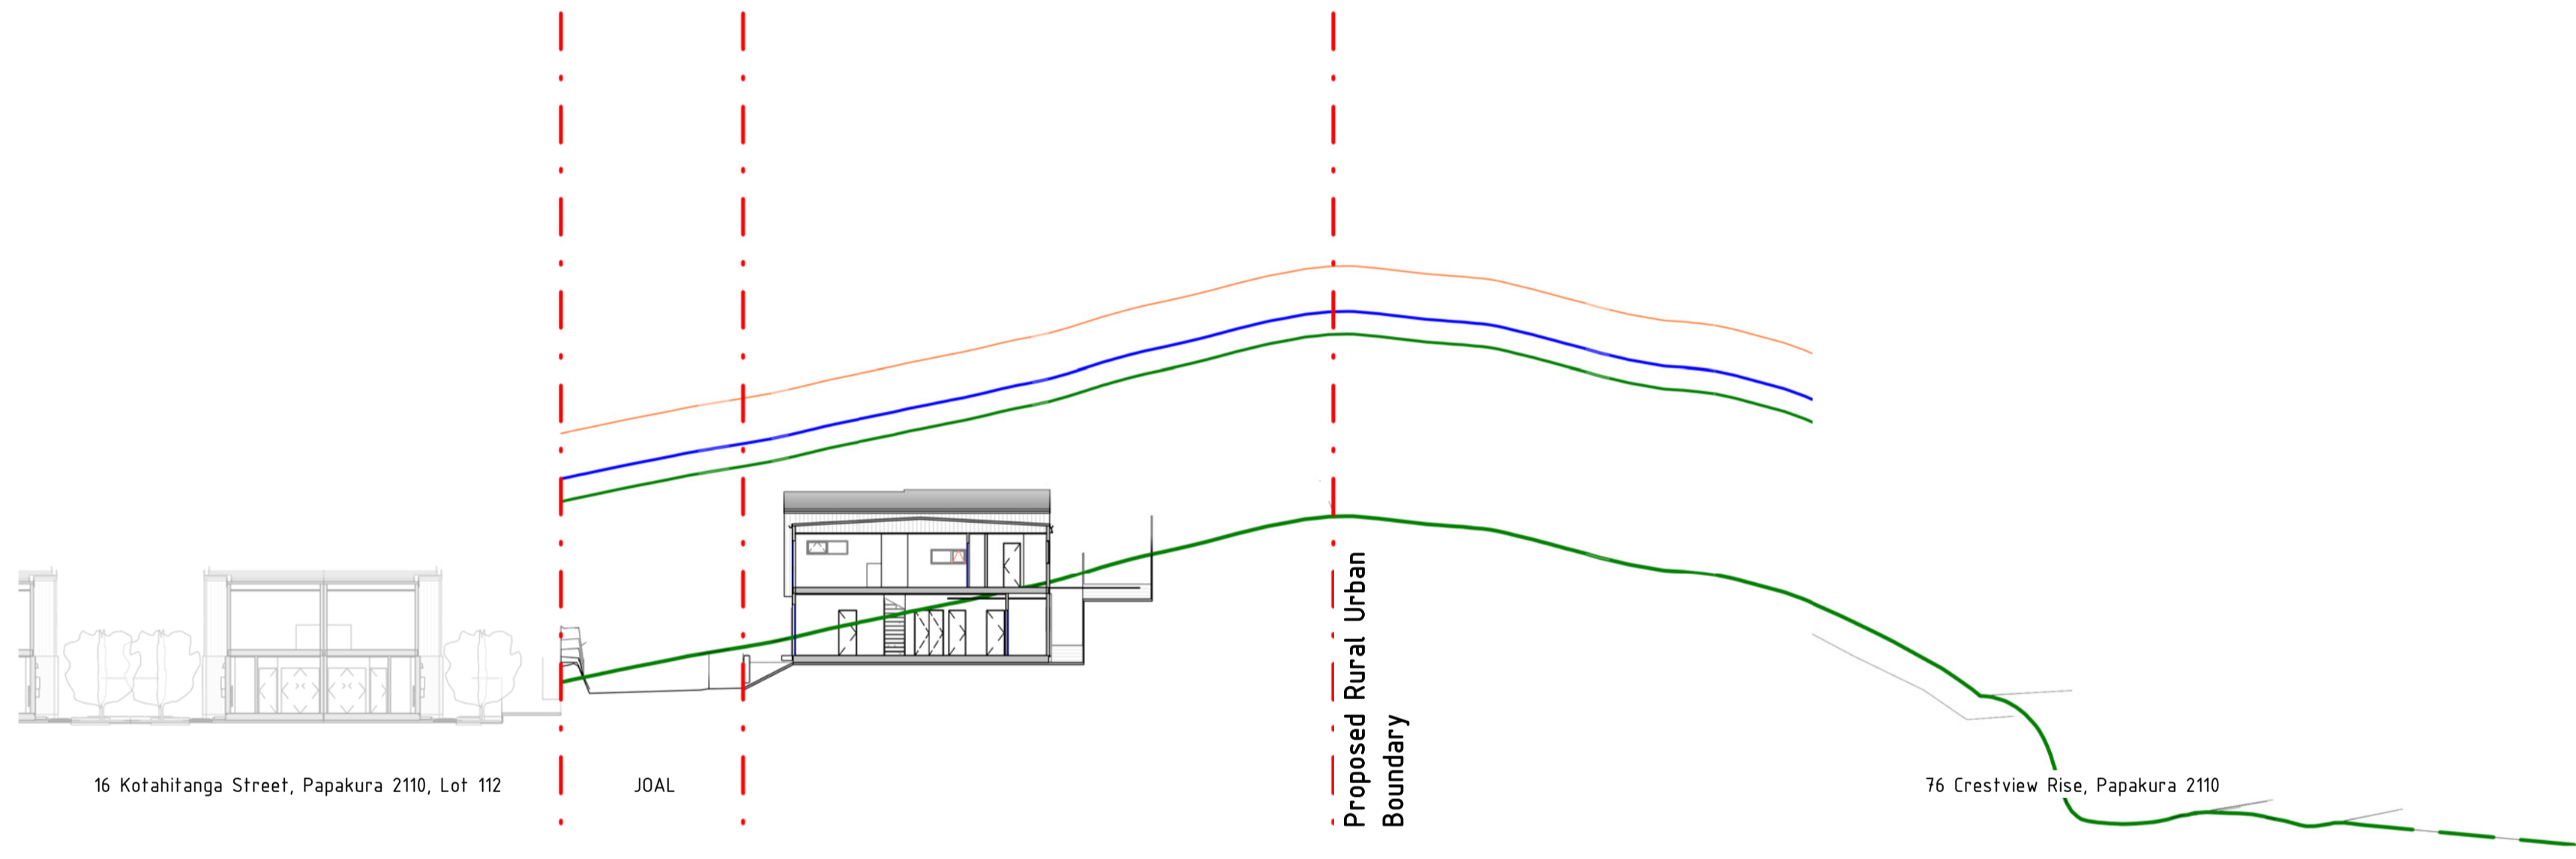 16 Kotahitanga Street, Papakura 2110, Lot 112
JOAL
Proposed Rural Urban
Boundary
76 Crestview Rise, Papakura 2110